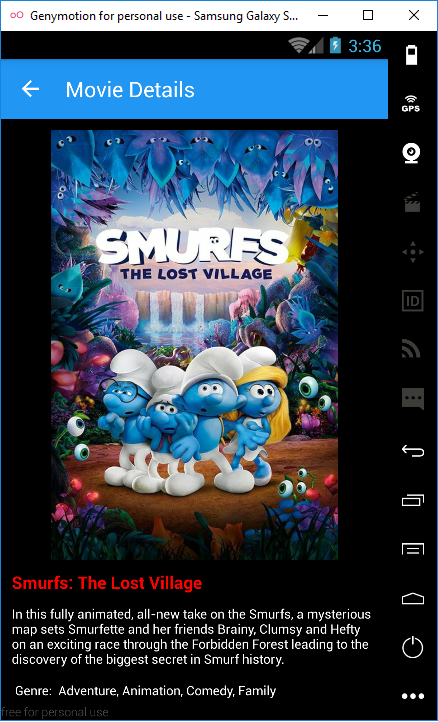 Genymotion for personal use - Samsung Galaxy S...
3:36
Movie Details
GPS
SMURFS
THE LOST VILLAGE
ID
Smurfs: The Lost Village
In this fully animated, all-new take on the Smurfs, a mysterious
map sets Smurfette and her friends Brainy, Clumsy and Hefty
on an exciting race through the Forbidden Forest leading to the
discovery of the biggest secret in Smurf history.
Genre: Adventure, Animation, Comedy, Family
free for personal use